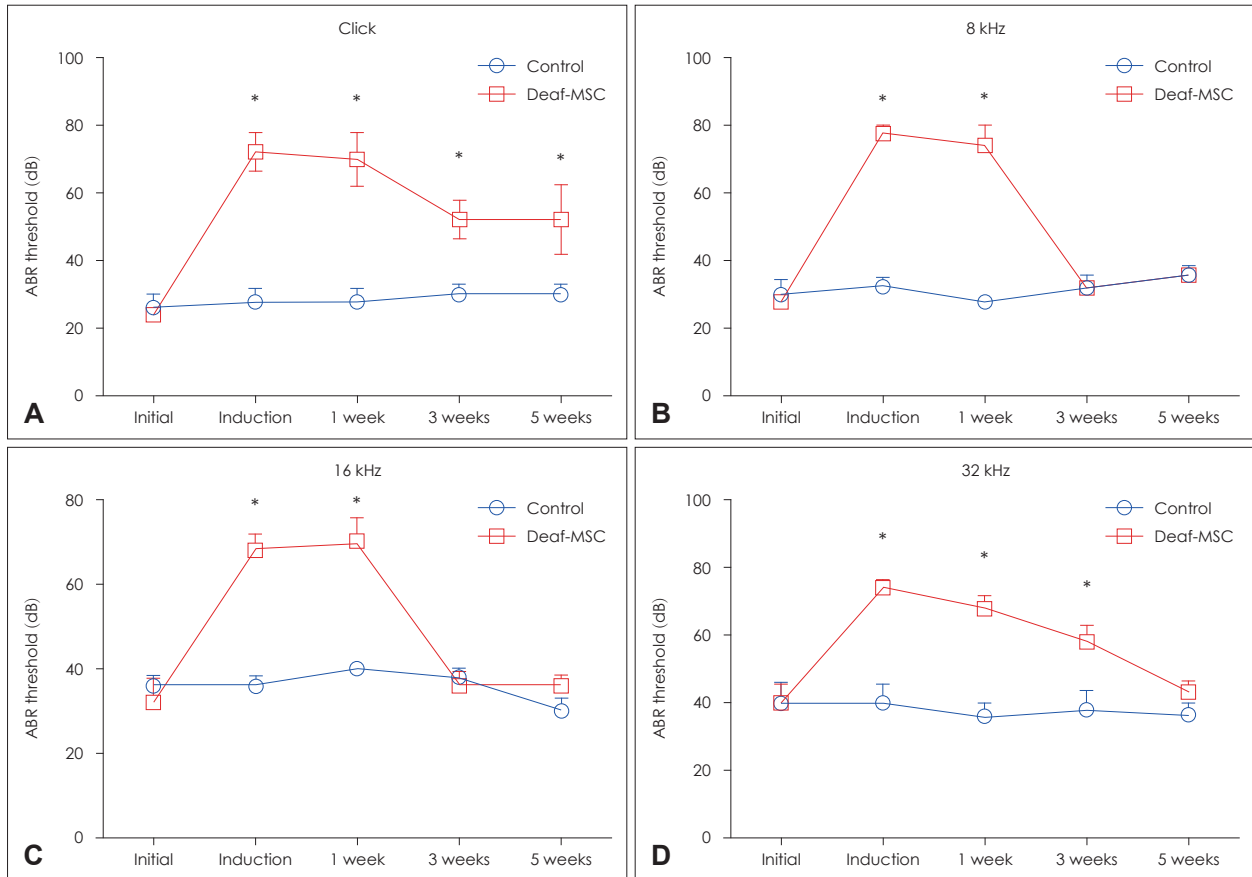 Click
100
80
60
40
20
0
ABR threshold (dB)
Control
Deaf-MSC
* * * *
Initial Induction 1 week 3 weeks 5 weeks
A
8 kHz
100
80
60
40
20
0
ABR threshold (dB)
Control
Deaf-MSC
* *
Initial Induction 1 week 3 weeks 5 weeks
B
16 kHz
80
60
40
20
0
ABR threshold (dB)
Control
Deaf-MSC
* *
Initial Induction 1 week 3 weeks 5 weeks
C
32 kHz
100
80
60
40
20
0
ABR threshold (dB)
Control
Deaf-MSC
* * *
Initial Induction 1 week 3 weeks 5 weeks
D